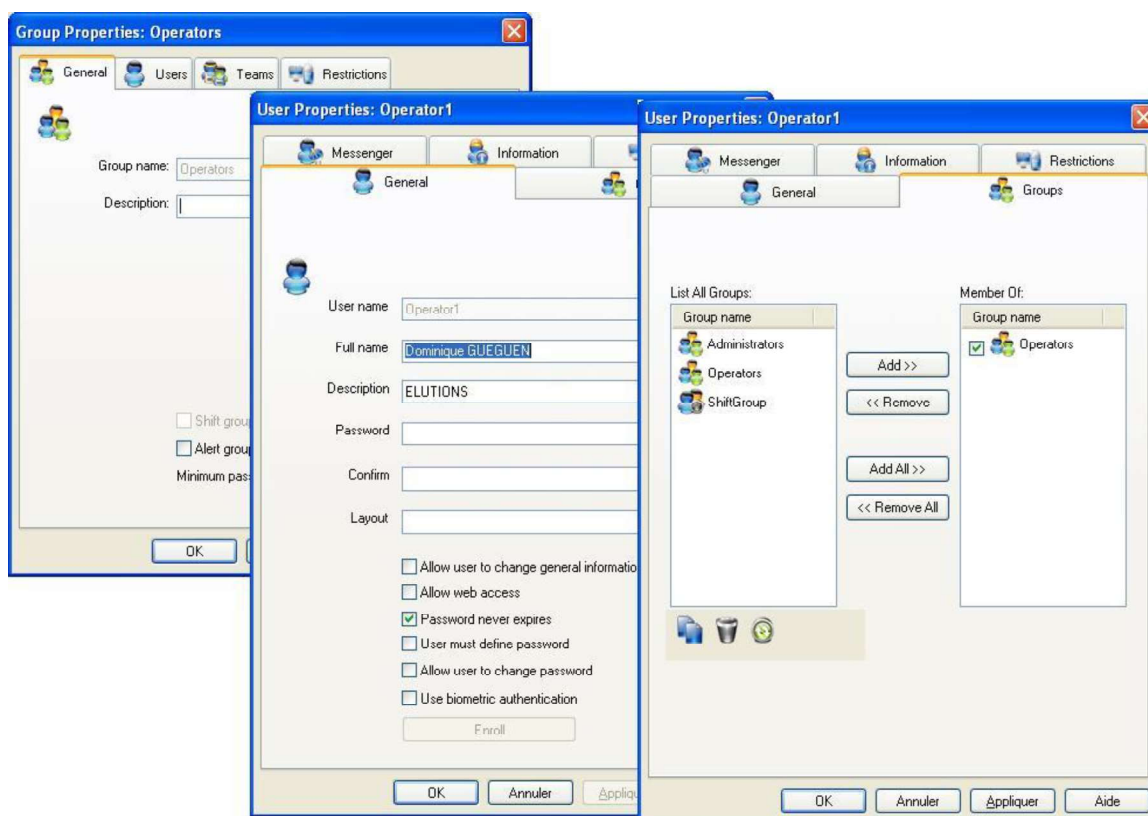 Group Properties: Operators
General Users Teams Restrictions
Group name: Operators
Description:
Shift grou
Alert grou
Minimum pas
OK
User Properties: Operator1
Messenger Information
General
User name Operator1
Full name Dominique GUEGUEN
Description ELUTIONS
Password
Confirm
Layout
Allow user to change general informatio
Allow web access
Password never expires
User must define password
Allow user to change password
Use biometric authentication
Enroll
OK Annuler Appliq
User Properties: Operator1
Messenger Information Restrictions
General Groups
List All Groups: Member Of:
Group name Group name
Administrators Operators
Operators
ShiftGroup
Add >>
<< Remove
Add All >>
<< Remove All
OK Annuler Appliquer Aide